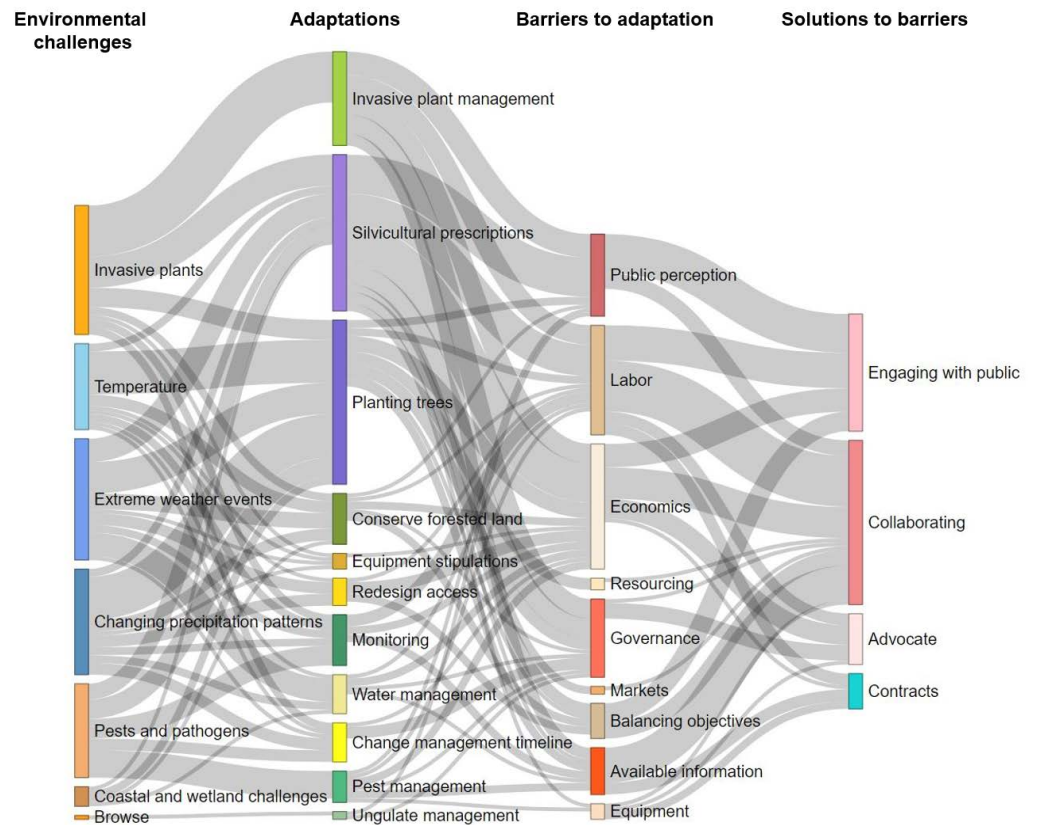 Environmental
challenges
Adaptations
Barriers to adaptation
Solutions to barriers
Invasive plants
Temperature
Extreme weather events
Changing precipitation patterns
Pests and pathogens
Coastal and wetland challenges
Browse
Invasive plant management
Silvicultural prescriptions
Planting trees
Conserve forested land
Equipment stipulations
Redesign access
Monitoring
Water management
Change management timeline
Pest management
Ungulate management
Public perception
Labor
Economics
Resourcing
Governance
Markets
Balancing objectives
Available information
Equipment
Engaging with public
Collaborating
Advocate
Contracts